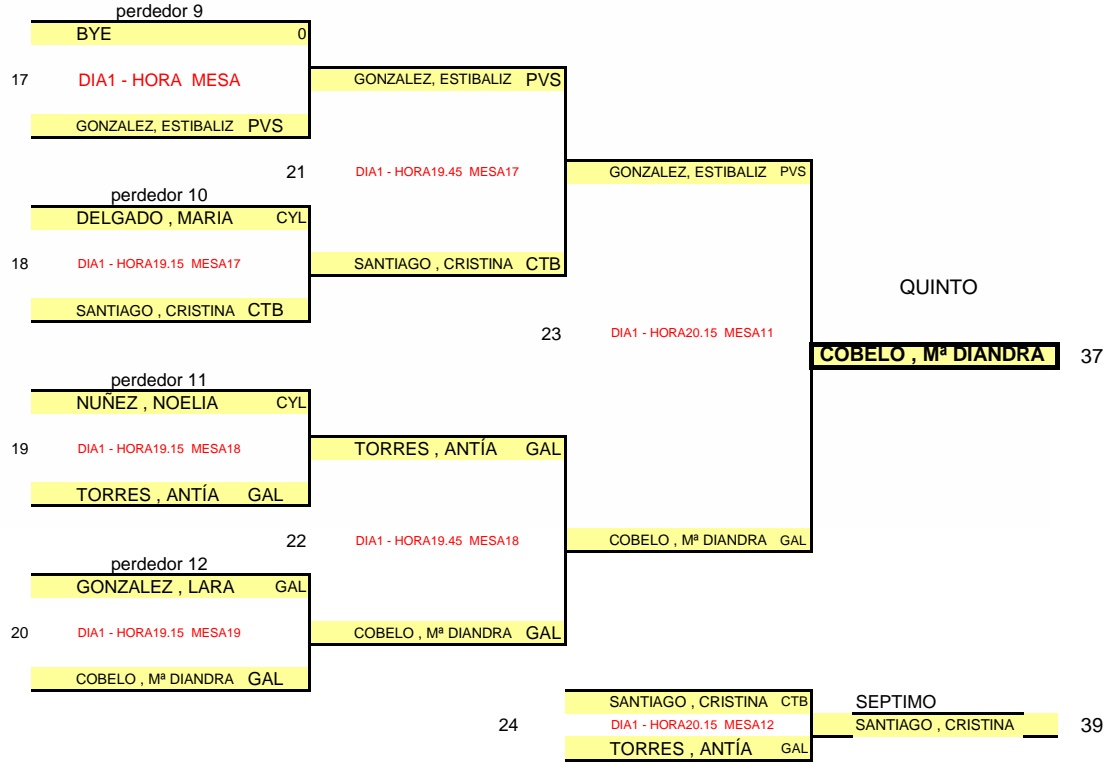 perdedor 9
BYE 0
17 DIA1 - HORA MESA GONZALEZ, ESTIBALIZ PVS
GONZALEZ, ESTIBALIZ PVS
21 DIA1 - HORA19.45 MESA17 GONZALEZ, ESTIBALIZ PVS
perdedor 10
DELGADO , MARIA CYL
18 DIA1 - HORA19.15 MESA17 SANTIAGO , CRISTINA CTB
QUINTO
SANTIAGO , CRISTINA CTB
23 DIA1 - HORA20.15 MESA11
COBELO , Mª DIANDRA 37
perdedor 11
NUÑEZ , NOELIA CYL
19 DIA1 - HORA19.15 MESA18 TORRES , ANTÍA GAL
TORRES , ANTÍA GAL
22 DIA1 - HORA19.45 MESA18 COBELO , Mª DIANDRA GAL
perdedor 12
GONZALEZ , LARA GAL
20 DIA1 - HORA19.15 MESA19 COBELO , Mª DIANDRA GAL
COBELO , Mª DIANDRA GAL
SANTIAGO , CRISTINA CTB SEPTIMO
24 DIA1 - HORA20.15 MESA12 SANTIAGO , CRISTINA 39
TORRES , ANTÍA GAL